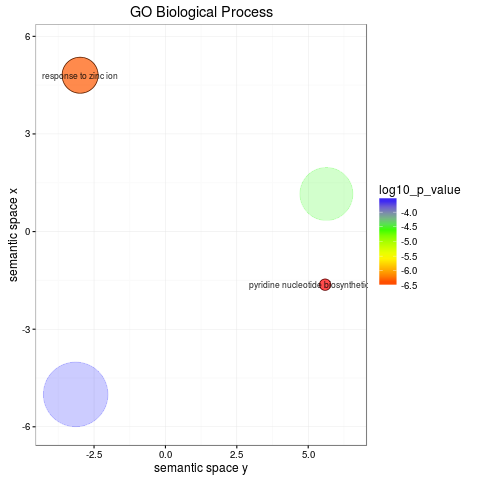 GO Biological Process
6
3
0
-3
-6
semantic space x
response to zinc ion
pyridine nucleotide biosynthetic
-2.5
0.0
2.5
5.0
semantic space y
log10_p_value
-4.0
-4.5
-5.0
-5.5
-6.0
-6.5